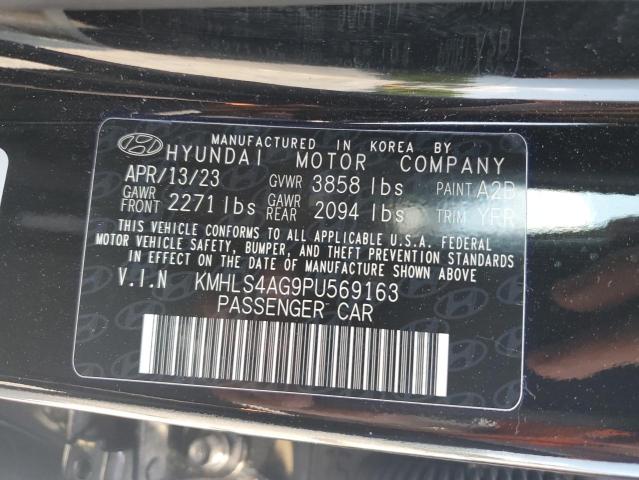 MANUFACTURED IN KOREA BY
HYUNDAI MOTOR COMPANY
APR/13/23 GVWR 3858 lbs PAINT A2B
GAWR FRONT 2271 lbs GAWR REAR 2094 lbs TRIM YFR
THIS VEHICLE CONFORMS TO ALL APPLICABLE U.S.A. FEDERAL
MOTOR VEHICLE SAFETY, BUMPER, AND THEFT PREVENTION STANDARDS
IN EFFECT ON THE DATE OF MANUFACTURE SHOWN ABOVE
V.I.N KMHLS4AG9PU569163
PASSENGER CAR